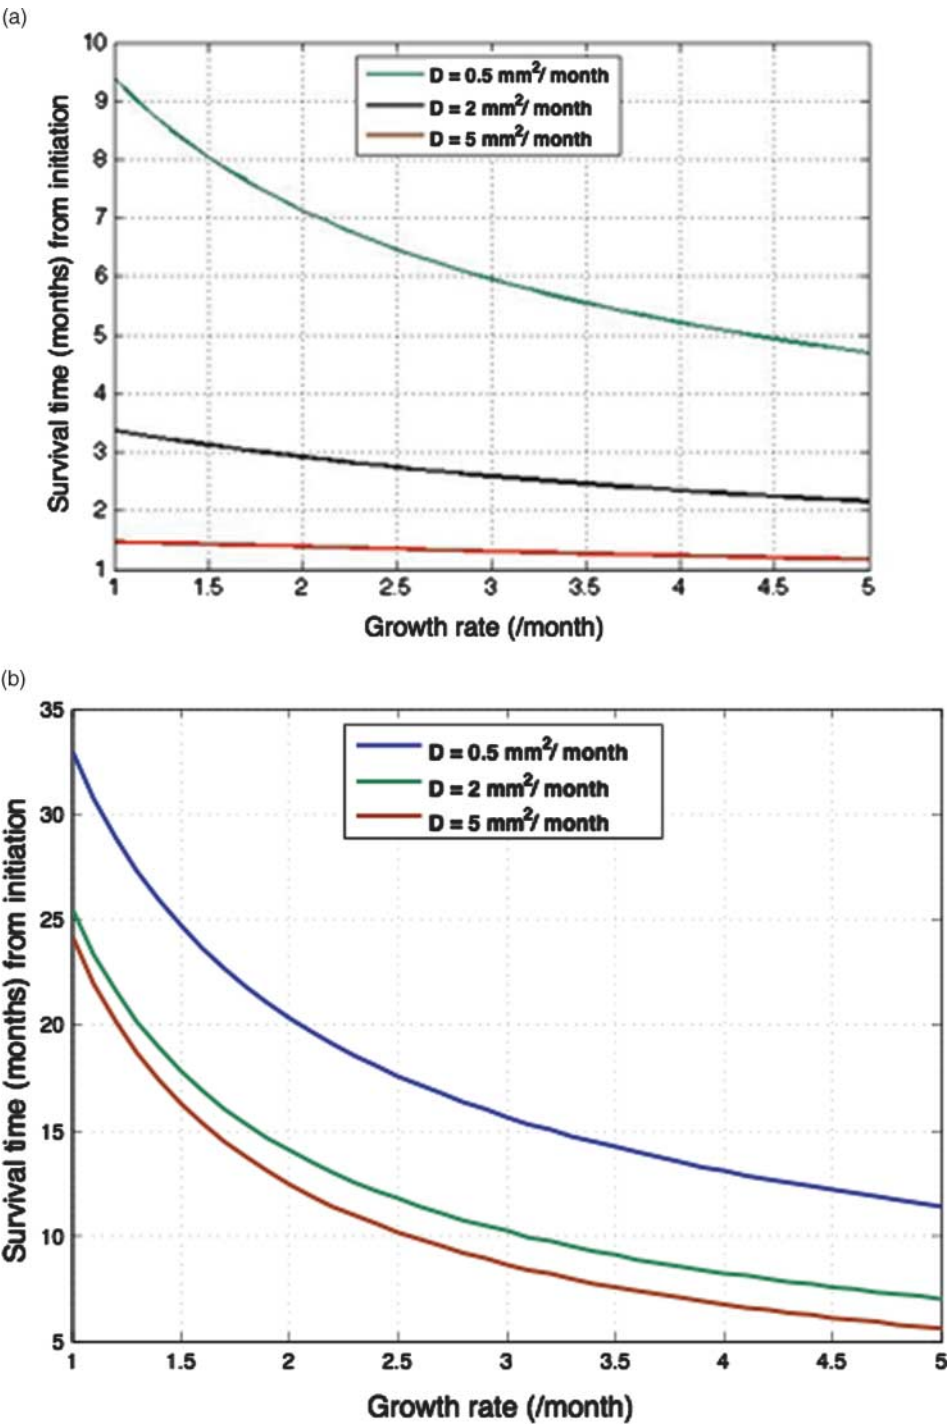 (a)
10
9
8
7
6
5
4
3
2
1
Survival time (months) from initiation
D = 0.5 mm²/ month
D = 2 mm²/ month
D = 5 mm²/ month
1 1.5 2 2.5 3 3.5 4 4.5 5
Growth rate (/month)
(b)
35
30
25
20
15
10
5
Survival time (months) from initiation
D = 0.5 mm²/ month
D = 2 mm²/ month
D = 5 mm²/ month
1 1.5 2 2.5 3 3.5 4 4.5 5
Growth rate (/month)